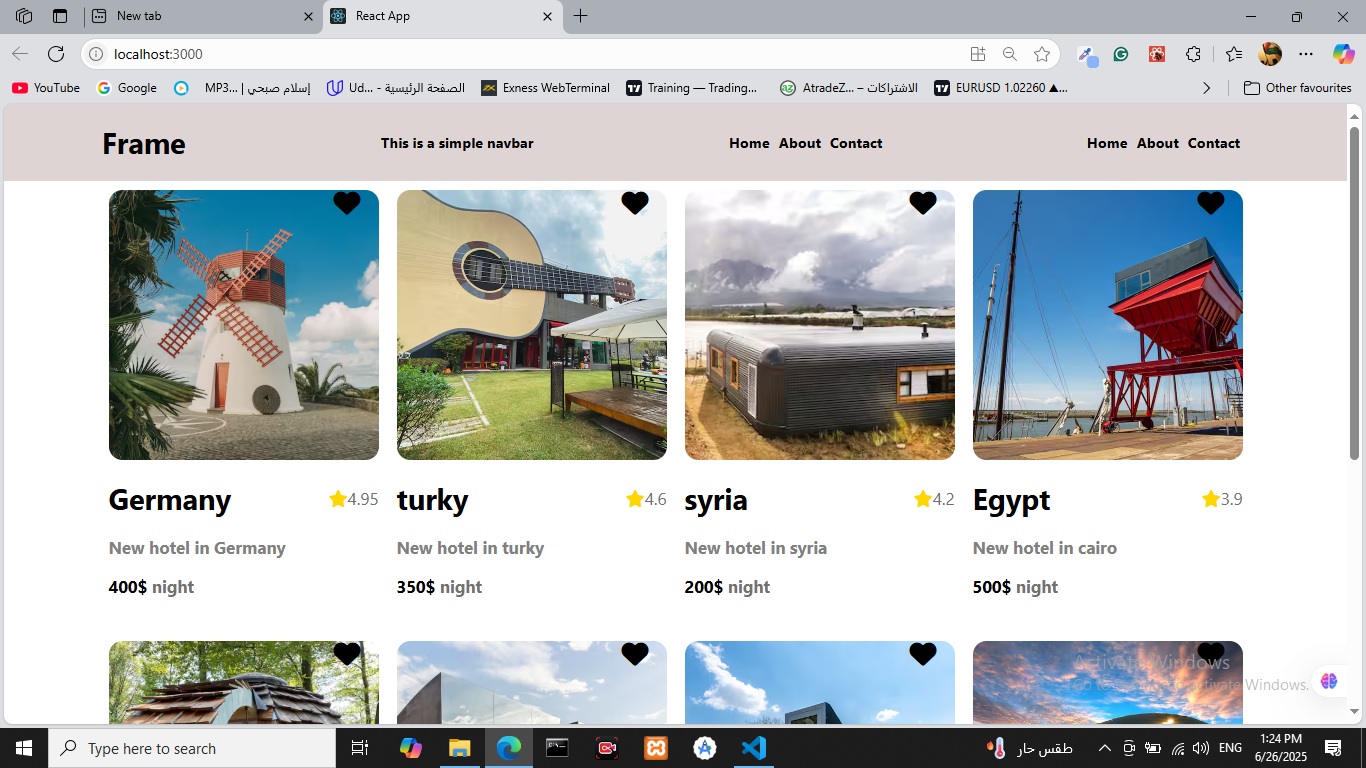 New tab
React App
localhost:3000
YouTube
Google
إسلام صبحي | ...MP3
الصفحة الرئيسية - ...Ud
Exness WebTerminal
Training — Trading...
الاشتراكات – ...AtradeZ
EURUSD 1.02260 ▲...
Other favourites
Frame
This is a simple navbar
Home About Contact
Home About Contact
Germany
4.95
New hotel in Germany
400$ night
turky
4.6
New hotel in turky
350$ night
syria
4.2
New hotel in syria
200$ night
Egypt
3.9
New hotel in cairo
500$ night
Activate Windows
Activate Windows.
Type here to search
طقس حار
ENG
1:24 PM
6/26/2025